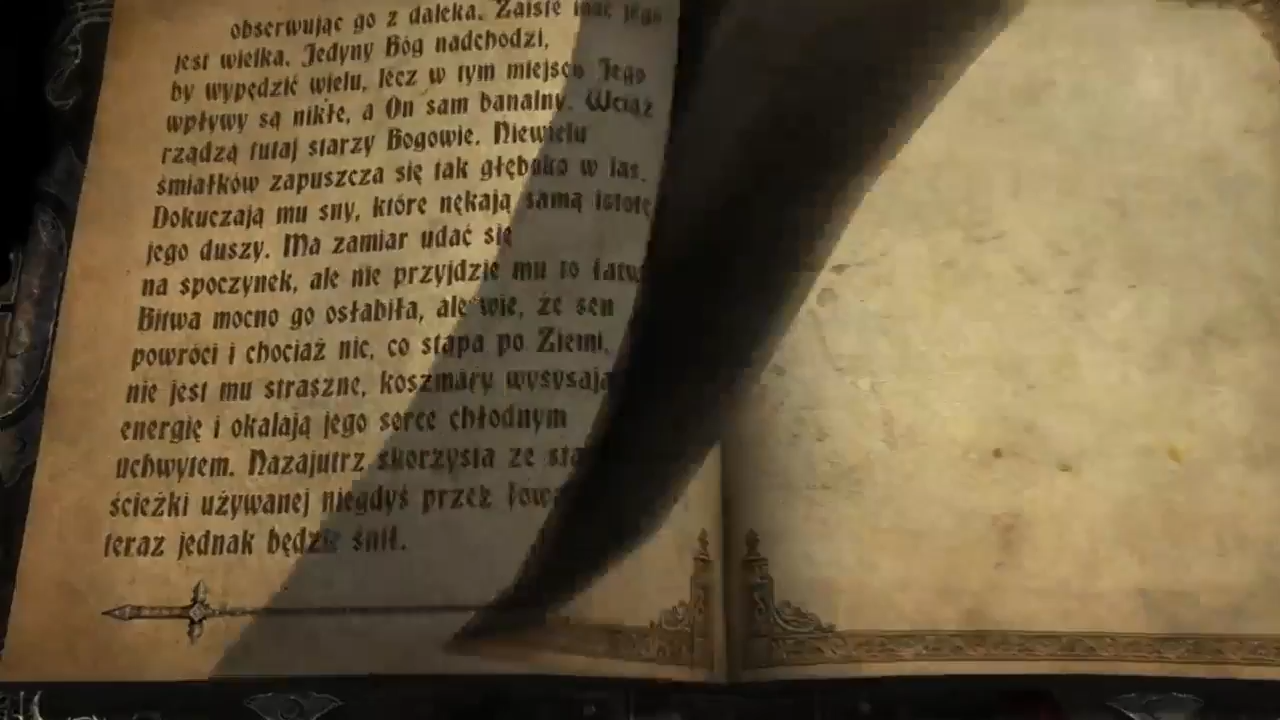 obserwując go z daleka. Zaiste moc jego
jest wielka. Jedyny Bóg nadchodzi,
by wypędzić wielu, lecz w tym miejscu Jego
wpływy są nikłe, a On sam banalny. Wciąż
rządzą tutaj starzy Bogowie. Niewielu
śmiałków zapuszcza się tak głęboko w las.
Dokuczają mu sny, które nękają samą istotę
jego duszy. Ma zamiar udać się
na spoczynek, ale nie przyjdzie mu to
Bitwa mocno go osłabiła, ale wie, że sen
powróci i chociaż nic, co stąpa po Ziemi,
nie jest mu straszne, koszmary wysysają
energię i okalają jego serce chłodnym
uchwytem. Nazajutrz skorzysta ze
ścieżki używanej niegdyś przez
teraz jednak będzie śnił.